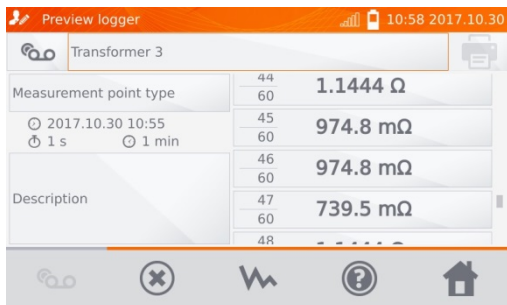 Preview logger
10:58 2017.10.30
Transformer 3
Measurement point type
2017.10.30 10:55
1 s 1 min
Description
44
60
1.1444 Ω
45
60
974.8 mΩ
46
60
974.8 mΩ
47
60
739.5 mΩ
48